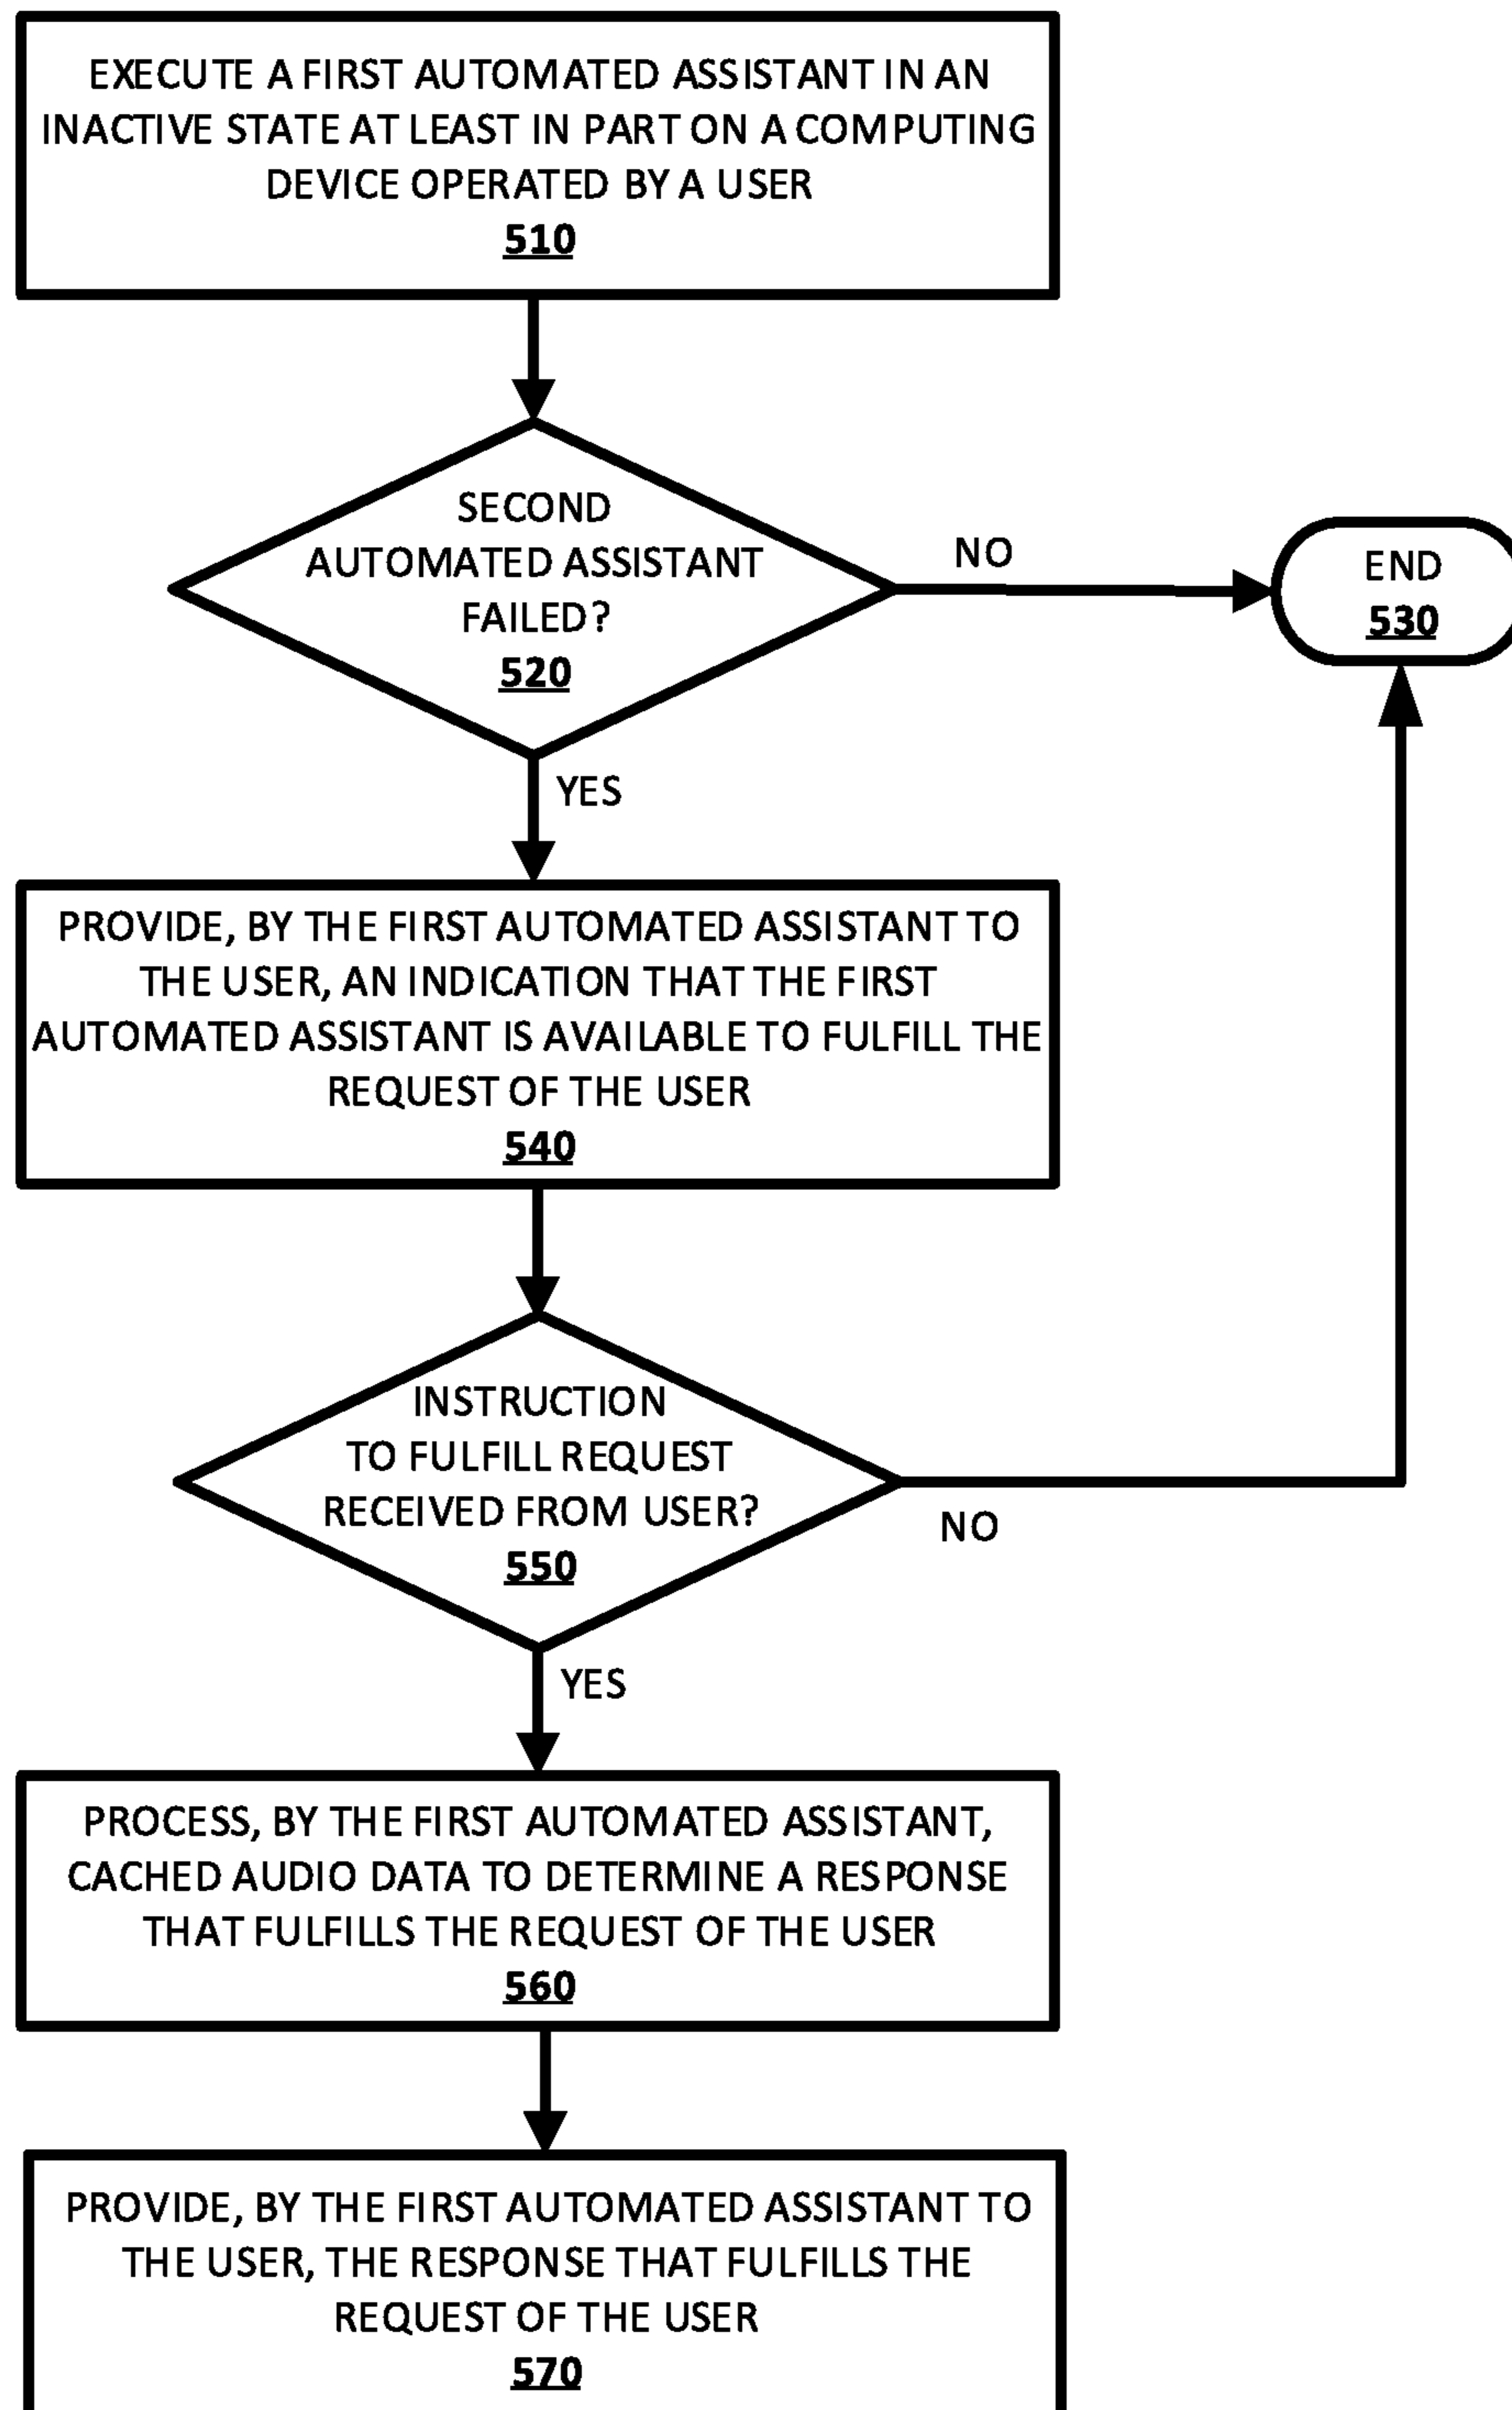 EXECUTE A FIRST AUTOMATED ASSISTANT IN AN
INACTIVE STATE AT LEAST IN PART ON A COMPUTING
DEVICE OPERATED BY A USER
510
SECOND
AUTOMATED ASSISTANT
FAILED?
520
NO
END
530
YES
PROVIDE, BY THE FIRST AUTOMATED ASSISTANT TO
THE USER, AN INDICATION THAT THE FIRST
AUTOMATED ASSISTANT IS AVAILABLE TO FULFILL THE
REQUEST OF THE USER
540
INSTRUCTION
TO FULFILL REQUEST
RECEIVED FROM USER?
550
NO
YES
PROCESS, BY THE FIRST AUTOMATED ASSISTANT,
CACHED AUDIO DATA TO DETERMINE A RESPONSE
THAT FULFILLS THE REQUEST OF THE USER
560
PROVIDE, BY THE FIRST AUTOMATED ASSISTANT TO
THE USER, THE RESPONSE THAT FULFILLS THE
REQUEST OF THE USER
570